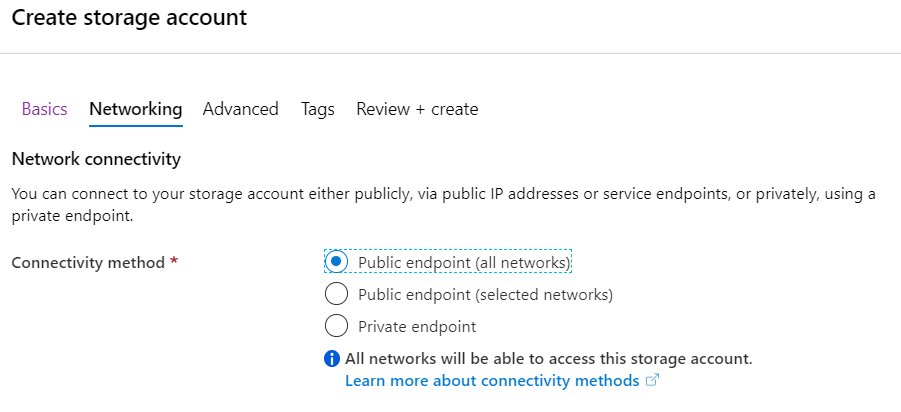 Create storage account
Basics Networking Advanced Tags Review + create
Network connectivity
You can connect to your storage account either publicly, via public IP addresses or service endpoints, or privately, using a
private endpoint.
Connectivity method * Public endpoint (all networks)
Public endpoint (selected networks)
Private endpoint
All networks will be able to access this storage account.
Learn more about connectivity methods